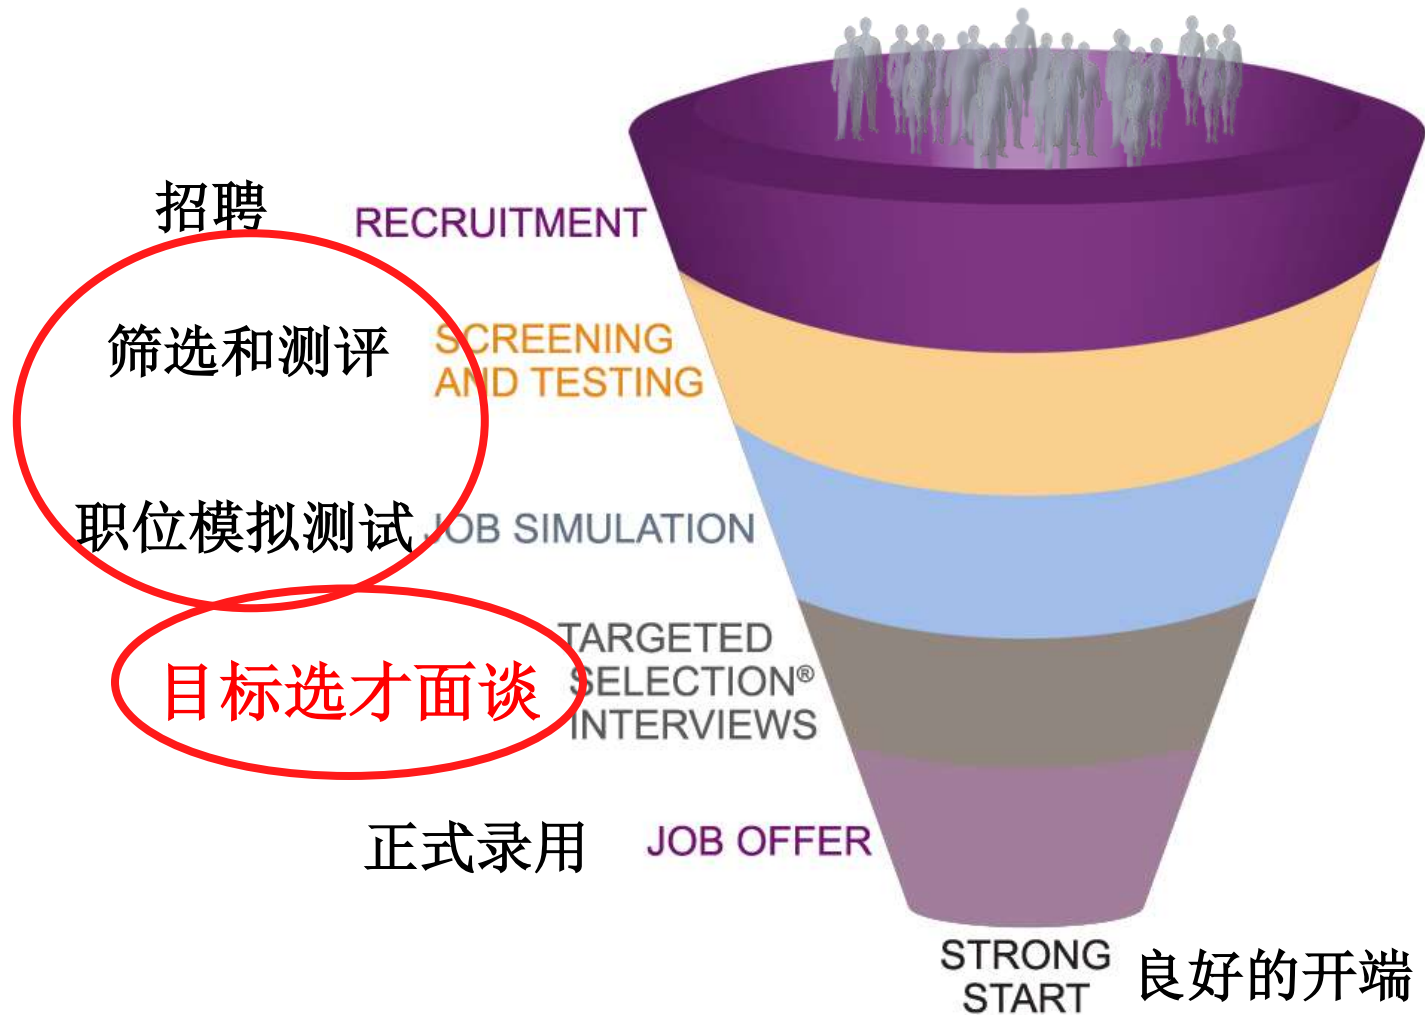 招聘
RECRUITMENT
筛选和测评
SCREENING
AND TESTING
职位模拟测试
JOB SIMULATION
目标选才面谈
TARGETED
SELECTION®
INTERVIEWS
正式录用
JOB OFFER
STRONG
START
良好的开端